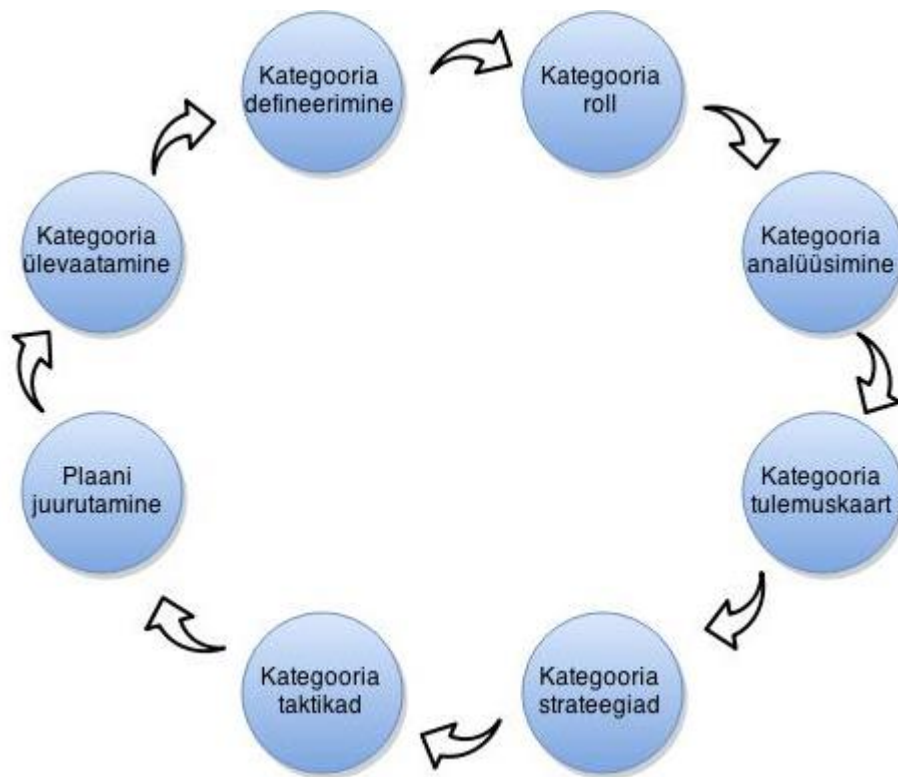 Kategooria
defineerimine
Kategooria
roll
Kategooria
analüüsimine
Kategooria
tulemuskaart
Kategooria
strateegiad
Kategooria
taktikad
Plaani
juurutamine
Kategooria
ülevaatamine